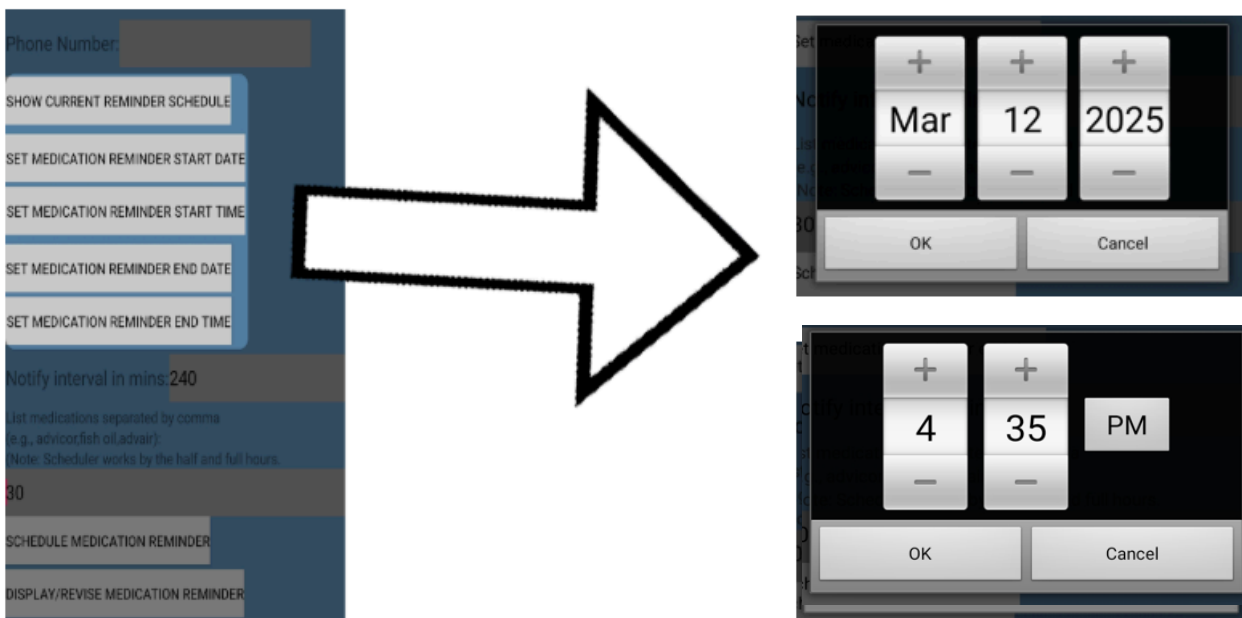 Phone Number:
SHOW CURRENT REMINDER SCHEDULE
SET MEDICATION REMINDER START DATE
SET MEDICATION REMINDER START TIME
SET MEDICATION REMINDER END DATE
SET MEDICATION REMINDER END TIME
Notify interval in mins: 240
List medications separated by comma
(e.g., advicor,fish oil,advair):
(Note: Scheduler works by the half and full hours.
30
SCHEDULE MEDICATION REMINDER
DISPLAY/REVISE MEDICATION REMINDER
+ + +
Mar 12 2025
− − −
OK Cancel
+ +
4 35 PM
− −
OK Cancel